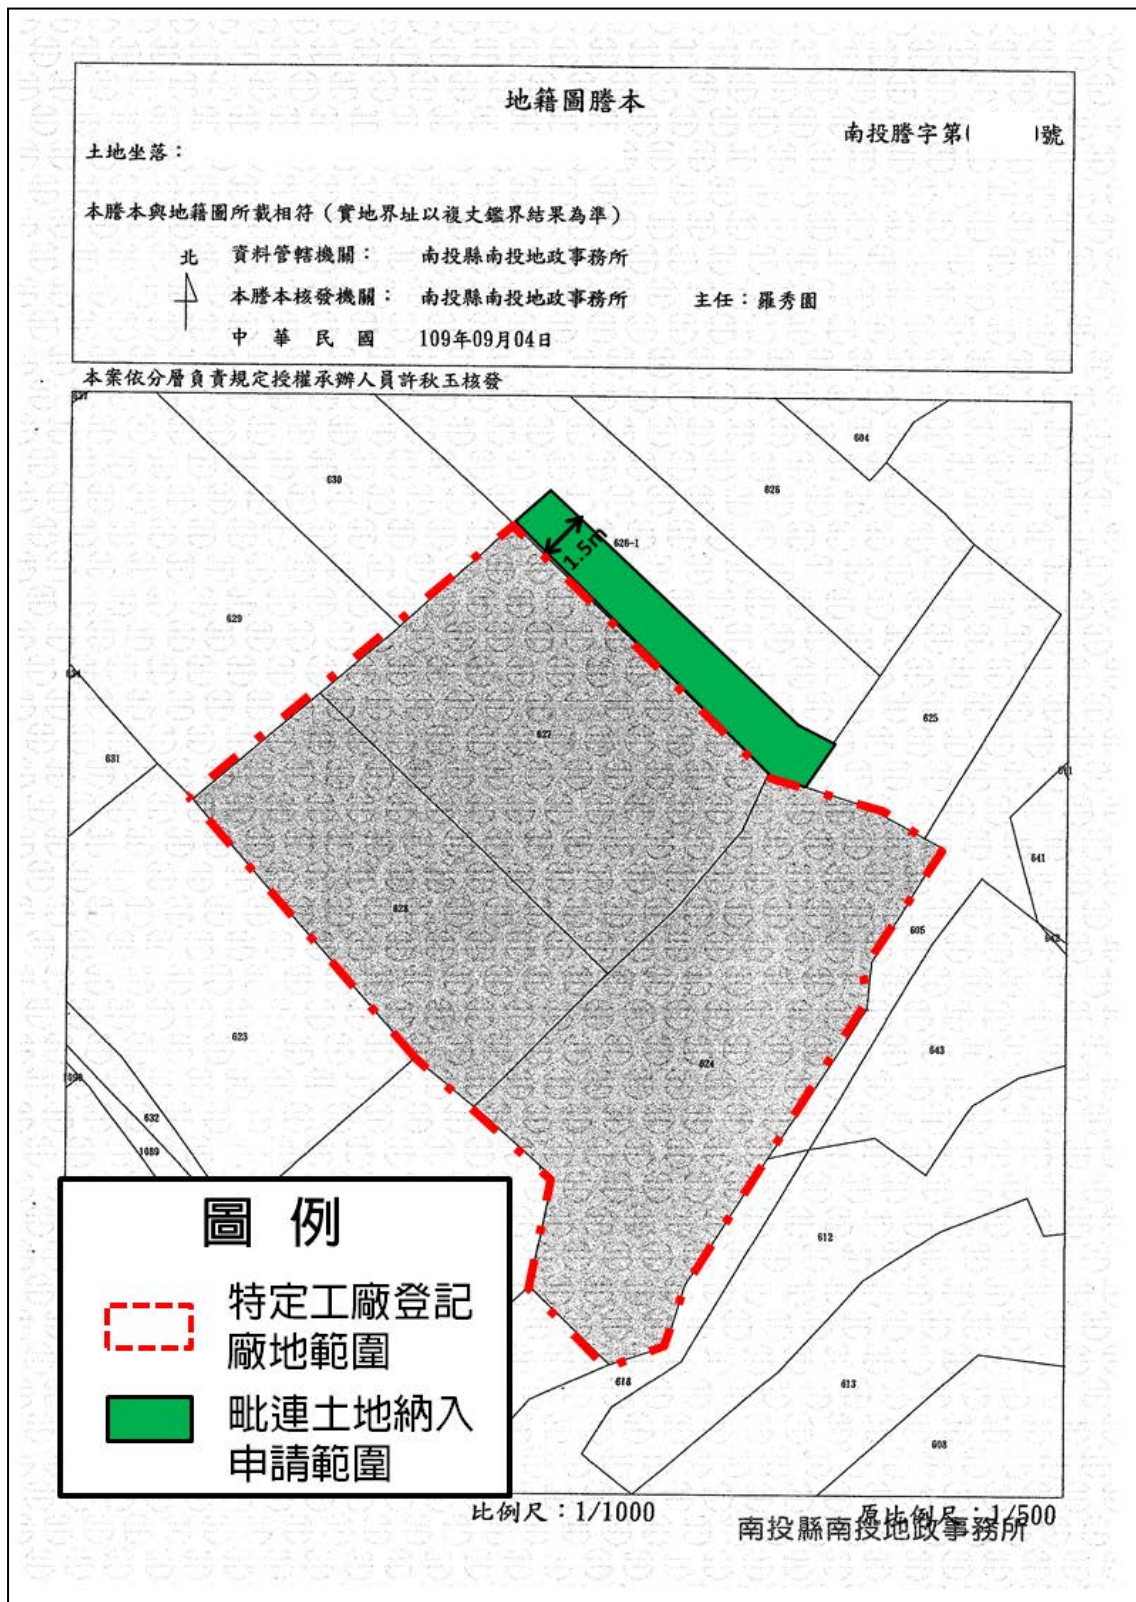 地籍圖謄本
南投謄字第 號
土地坐落：
本謄本與地籍圖所載相符（實地界址以複丈鑑界結果為準）
北
資料管轄機關： 南投縣南投地政事務所
本謄本核發機關： 南投縣南投地政事務所 主任：羅秀園
中華民國 109年09月04日
本案依分層負責規定授權承辦人員許秋玉核發
637
604
630
626
626-1
1.5m
629
634
625
631
627
641
628
605
642
623
624
643
632
1089
612
618
613
608
圖例
特定工廠登記
廠地範圍
毗連土地納入
申請範圍
比例尺：1/1000
原比例尺：1/500
南投縣南投地政事務所